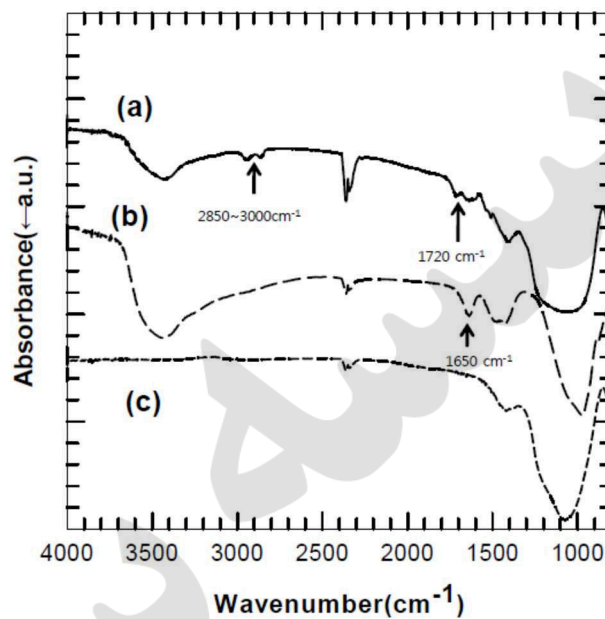 (a)
2850~3000cm⁻¹
1720 cm⁻¹
(b)
1650 cm⁻¹
(c)
Absorbance(←a.u.)
4000 3500 3000 2500 2000 1500 1000
Wavenumber(cm⁻¹)